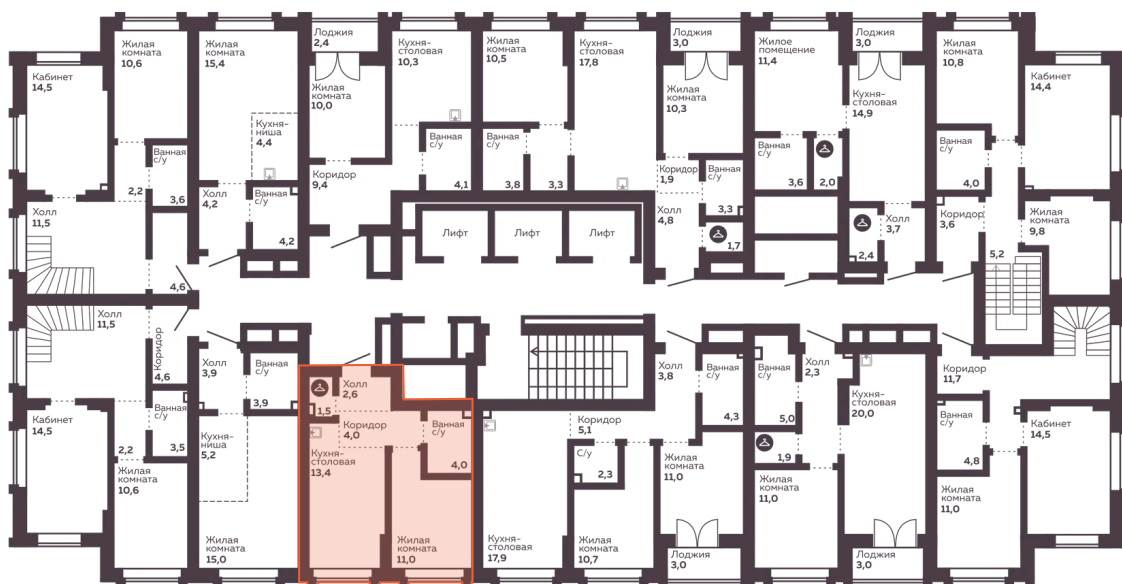 Кабинет
14,5
Жилая
комната
10,6
Жилая
комната
15,4
Лоджия
2,4
Жилая
комната
10,0
Кухня-
столовая
10,3
Жилая
комната
10,5
Кухня-
столовая
17,8
Лоджия
3,0
Жилая
комната
10,3
Жилое
помещение
11,4
Лоджия
3,0
Кухня-
столовая
14,9
Жилая
комната
10,8
Кабинет
14,4
Кухня-
ниша
4,4
Ванная
с/у
3,6
2,2
Холл
11,5
4,6
Холл
4,2
Ванная
с/у
4,2
Коридор
9,4
Ванная
с/у
4,1
Ванная
с/у
3,8
3,3
Коридор
1,9
Ванная
с/у
3,3
Холл
4,8
1,7
Ванная
с/у
3,6
2,0
Холл
3,7
2,4
Ванная
с/у
4,0
Коридор
3,6
Жилая
комната
9,8
5,2
Лифт
Лифт
Лифт
Холл
11,5
Коридор
4,6
Холл
3,9
Ванная
с/у
3,9
Кабинет
14,5
Ванная
с/у
3,5
2,2
Жилая
комната
10,6
Кухня-
ниша
5,2
Жилая
комната
15,0
Холл
2,6
1,5
Коридор
4,0
Кухня-
столовая
13,4
Ванная
с/у
4,0
Жилая
комната
11,0
Коридор
5,1
С/у
2,3
Кухня-
столовая
17,9
Жилая
комната
10,7
Холл
3,8
Ванная
с/у
4,3
Жилая
комната
11,0
Лоджия
3,0
Ванная
с/у
5,0
Холл
2,3
1,9
Жилая
комната
11,0
Кухня-
столовая
20,0
Лоджия
3,0
Коридор
11,7
Ванная
с/у
4,8
Жилая
комната
11,0
Кабинет
14,5